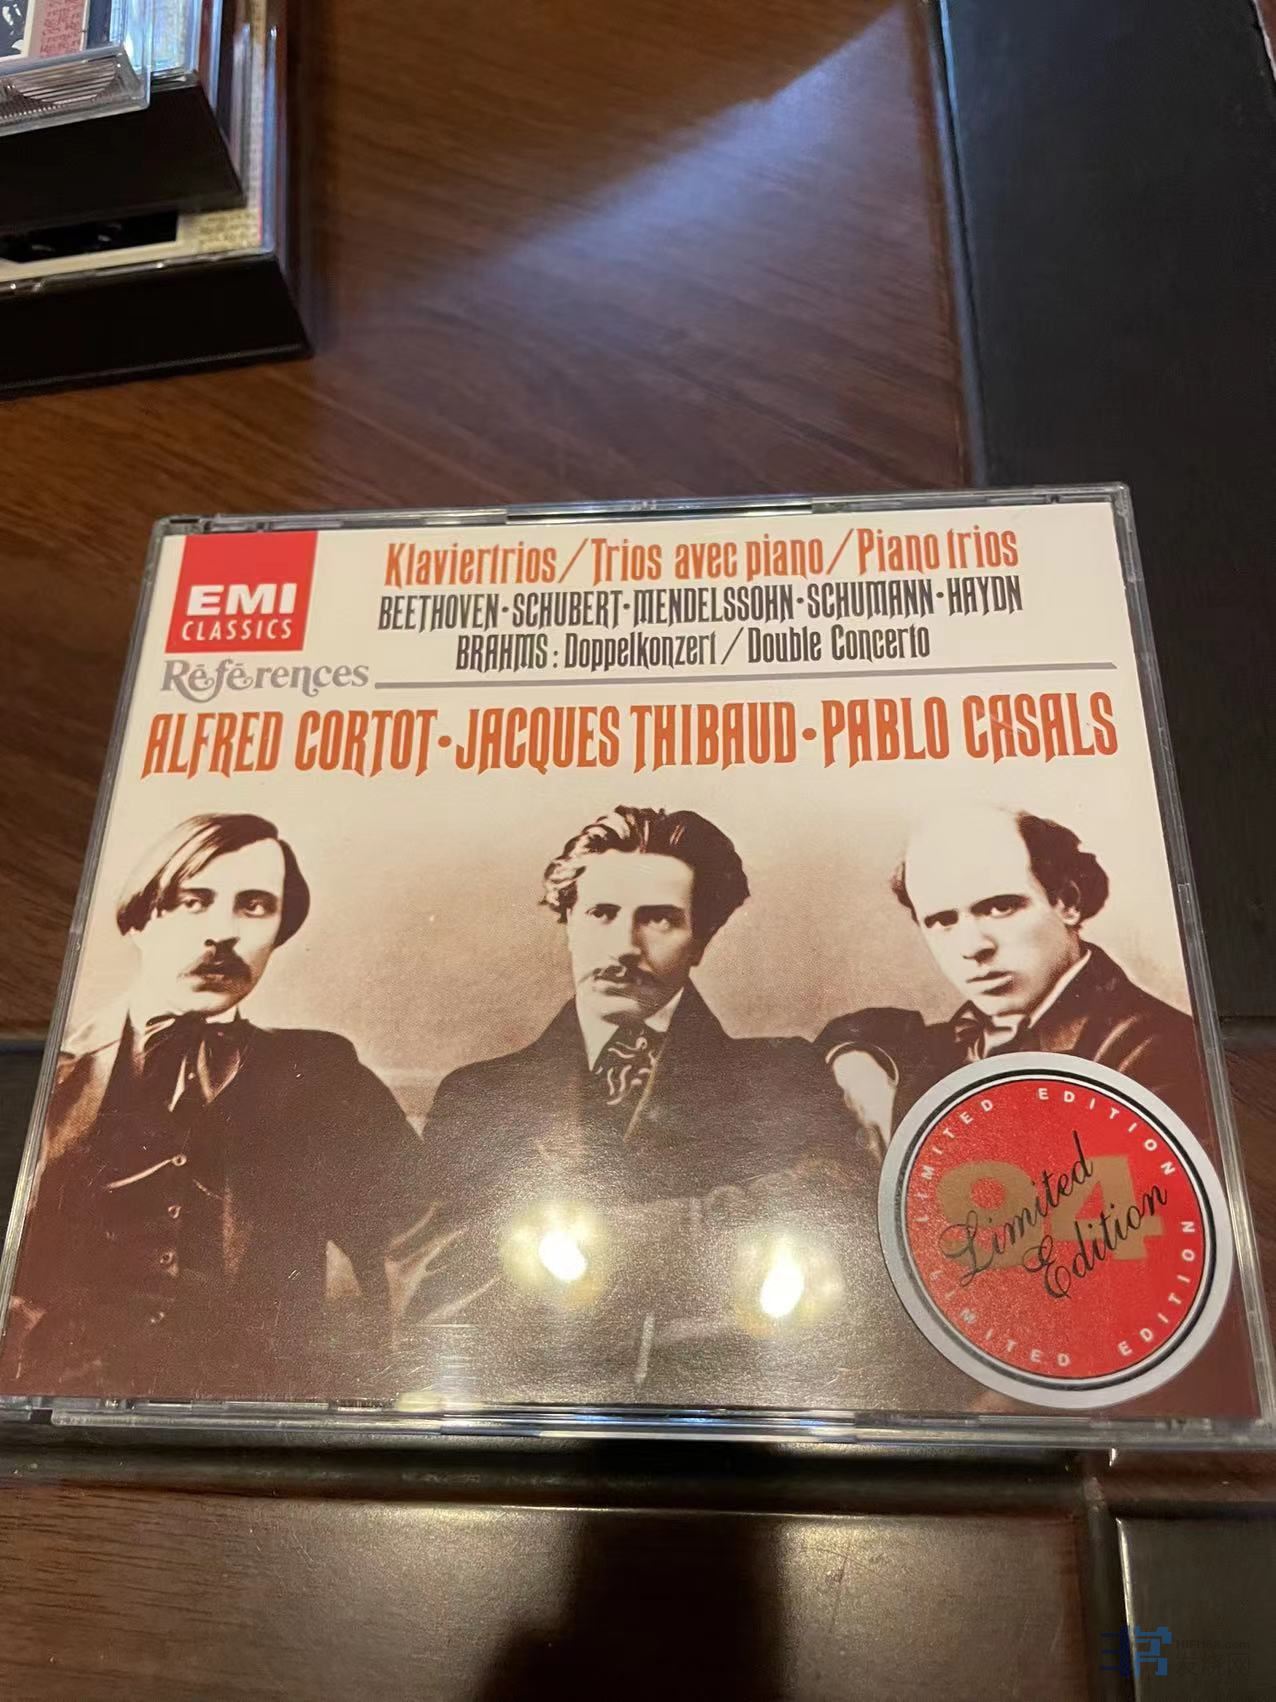 Klaviertrios/Trios avec piano/Piano trios
BEETHOVEN·SCHUBERT·MENDELSSOHN·SCHUMANN·HAYDN
BRAHMS: Doppelkonzert/Double Concerto
EMI
CLASSICS
Références
ALFRED CORTOT·JACQUES THIBAUD·PABLO CASALS
LIMITED EDITION
94
Limited
Edition
LIMITED EDITION